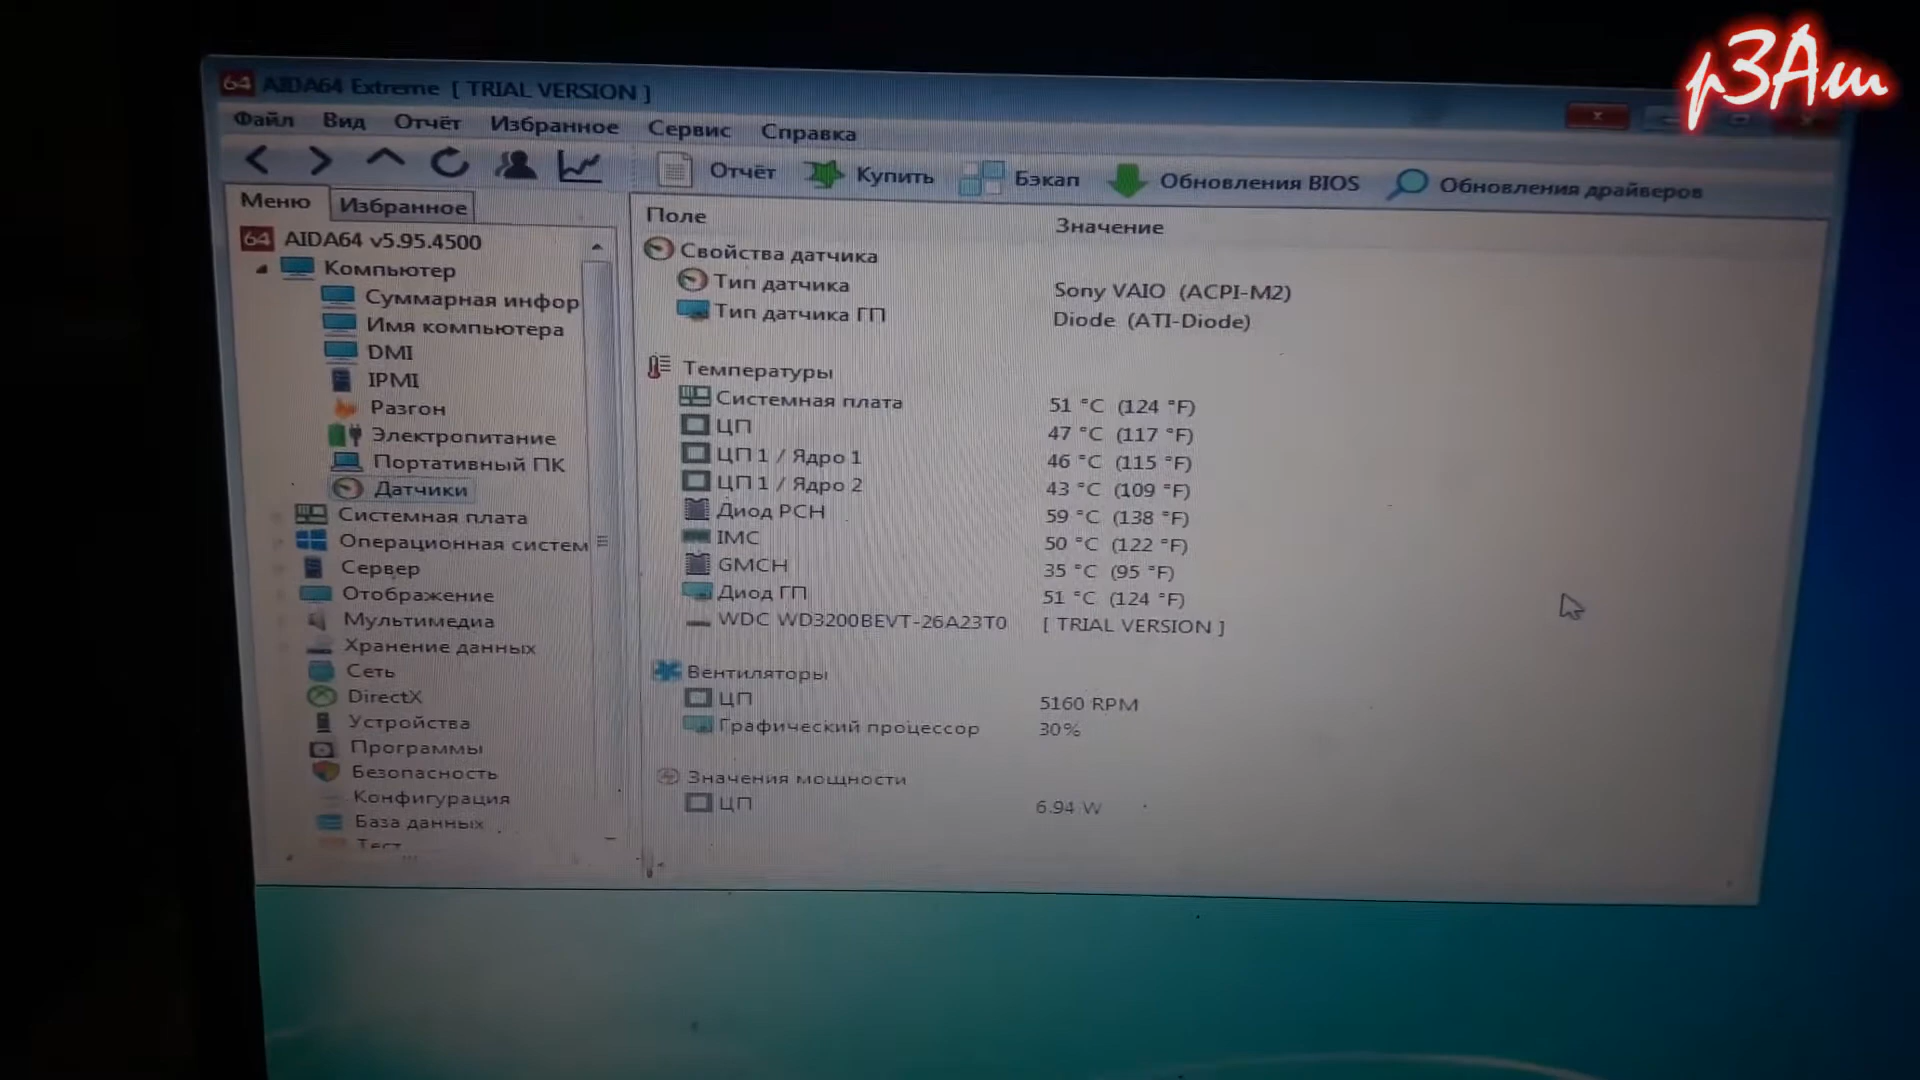 р3Ат
64 AIDA64 Extreme [ TRIAL VERSION ]
Файл Вид Отчёт Избранное Сервис Справка
Отчёт Купить Бэкап Обновления BIOS Обновления драйверов
Меню Избранное
64 AIDA64 v5.95.4500
Компьютер
Суммарная инфор
Имя компьютера
DMI
IPMI
Разгон
Электропитание
Портативный ПК
Датчики
Системная плата
Операционная систем
Сервер
Отображение
Мультимедиа
Хранение данных
Сеть
DirectX
Устройства
Программы
Безопасность
Конфигурация
База данных
Тест
Поле Значение
Свойства датчика
Тип датчика Sony VAIO (ACPI-M2)
Тип датчика ГП Diode (ATI-Diode)
Температуры
Системная плата 51 °C (124 °F)
ЦП 47 °C (117 °F)
ЦП 1 / Ядро 1 46 °C (115 °F)
ЦП 1 / Ядро 2 43 °C (109 °F)
Диод PCH 59 °C (138 °F)
IMC 50 °C (122 °F)
GMCH 35 °C (95 °F)
Диод ГП 51 °C (124 °F)
WDC WD3200BEVT-26A23T0 [ TRIAL VERSION ]
Вентиляторы
ЦП 5160 RPM
Графический процессор 30%
Значения мощности
ЦП 6.94 W